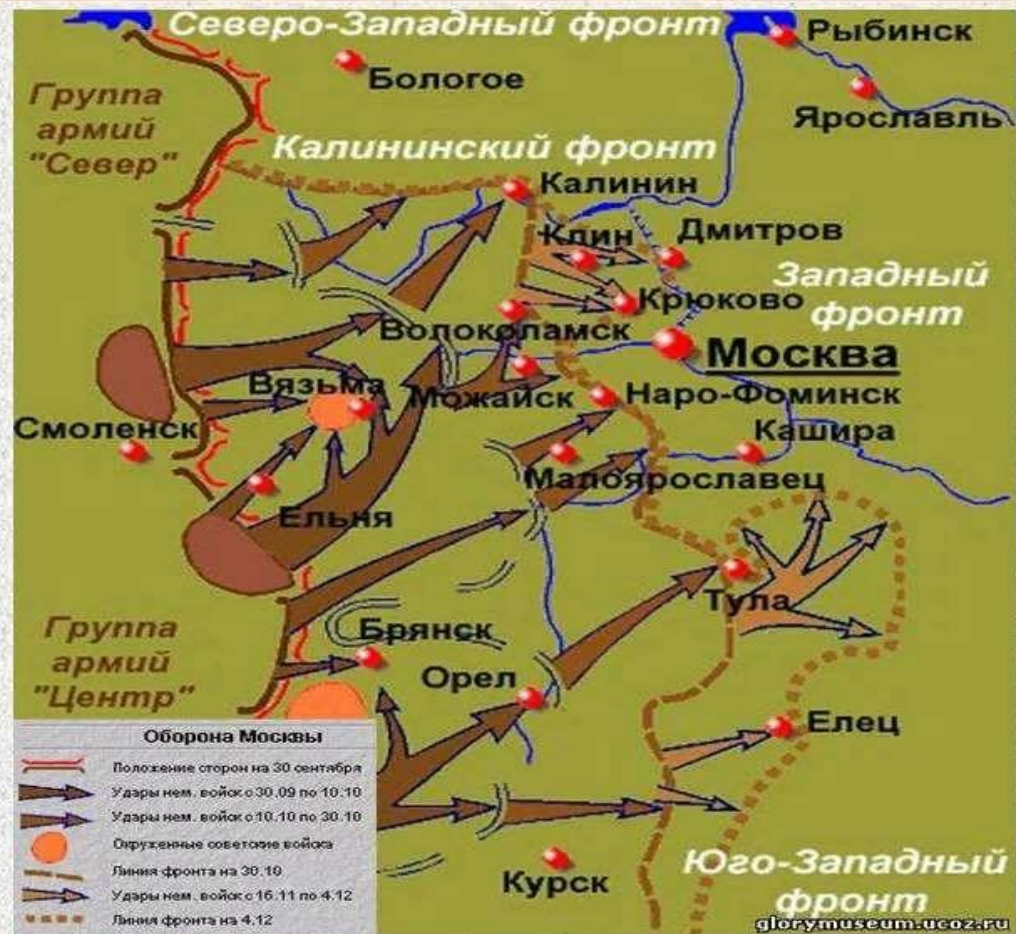 Северо-Западный фронт
Рыбинск
Бологое
Ярославль
Группа
армий
"Север"
Калининский фронт
Калинин
Клин
Дмитров
Западный
фронт
Крюково
Волоколамск
Москва
Вязьма
Можайск
Наро-Фоминск
Смоленск
Кашира
Малоярославец
Ельня
Тула
Группа
армий
"Центр"
Брянск
Орел
Елец
Курск
Юго-Западный
фронт
Оборона Москвы
Положение сторон на 30 сентября
Удары нем. войск с 30.09 по 10.10
Удары нем. войск с 10.10 по 30.10
Окруженные советские войска
Линия фронта на 30.10
Удары нем. войск с 16.11 по 4.12
Линия фронта на 4.12
glorymuseum.ucoz.ru